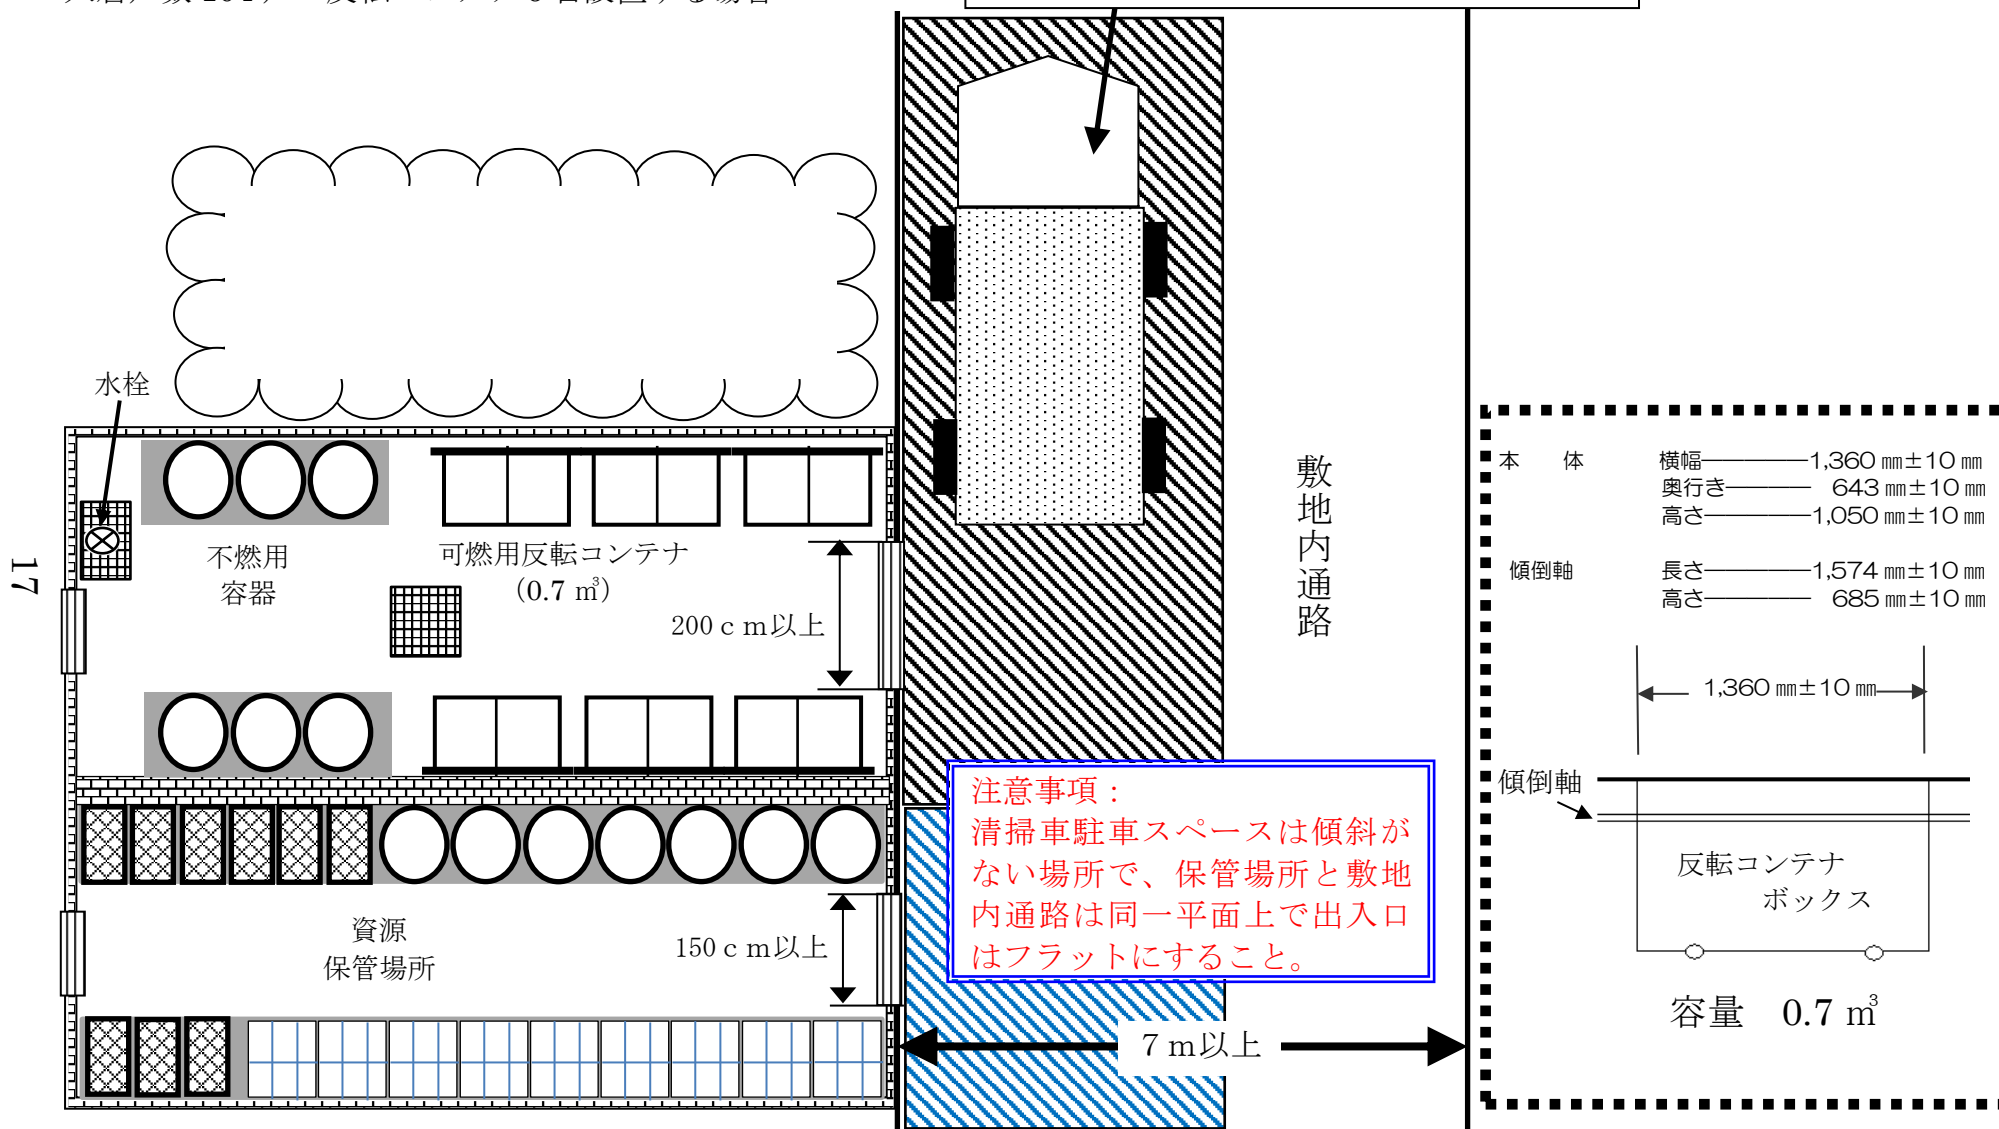 水栓
不燃用
容器
可燃用反転コンテナ
(0.7 ㎥)
200ｃｍ以上
資源
保管場所
150ｃｍ以上
敷地内通路
注意事項：
清掃車駐車スペースは傾斜が
ない場所で、保管場所と敷地
内通路は同一平面上で出入口
はフラットにすること。
７ｍ以上
本　体　横幅――――1,360 ㎜±10 ㎜
奥行き――― 643 ㎜±10 ㎜
高さ――――1,050 ㎜±10 ㎜
傾倒軸　長さ――――1,574 ㎜±10 ㎜
高さ―――― 685 ㎜±10 ㎜
1,360 ㎜±10 ㎜
傾倒軸
反転コンテナ
ボックス
容量　0.7 ㎥
17